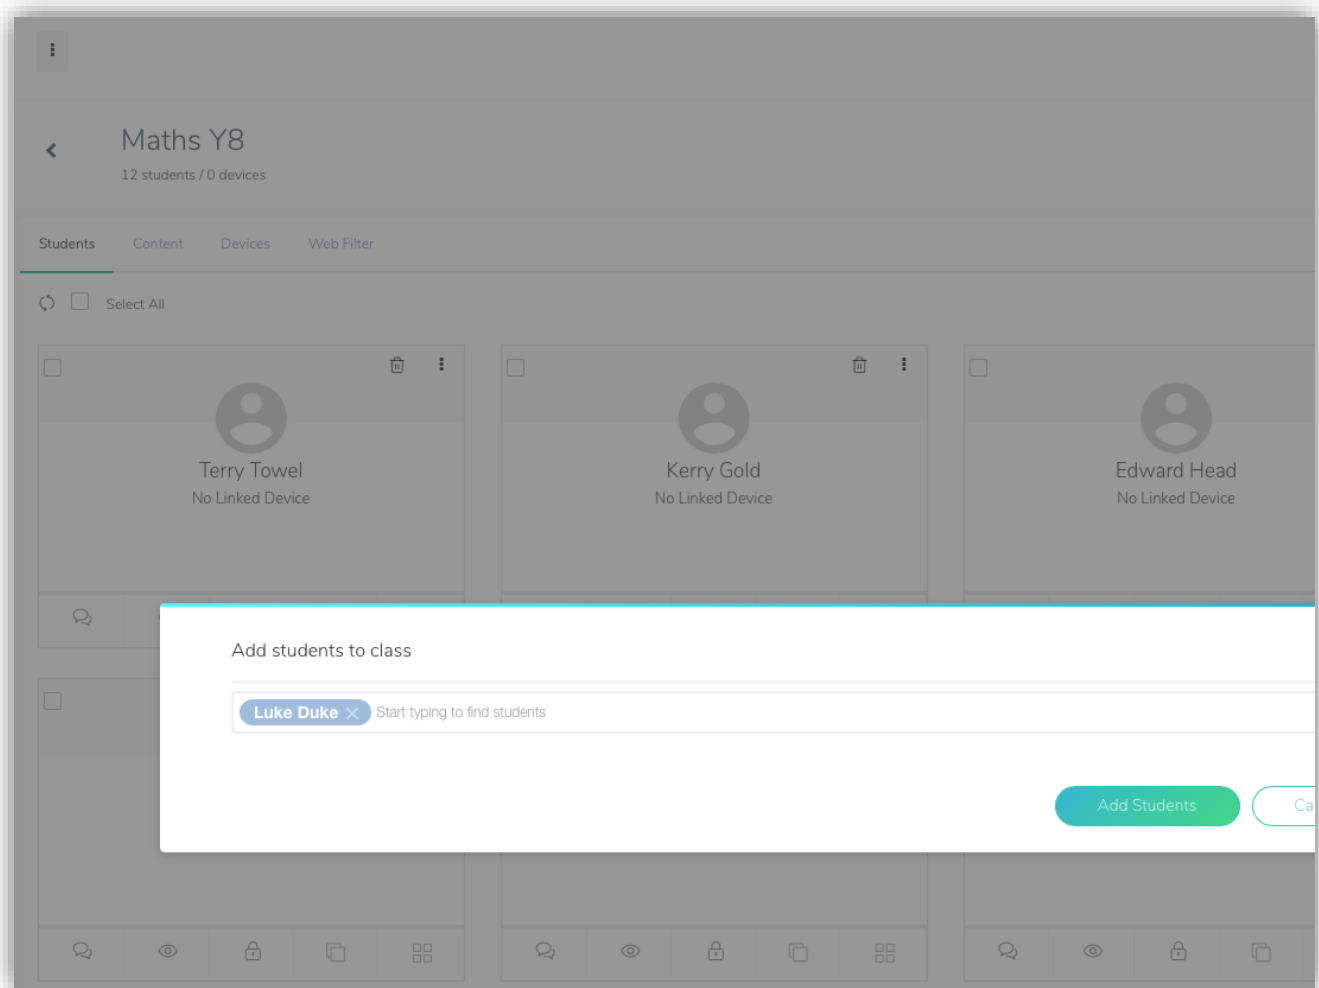 Maths Y8
12 students / 0 devices
Students Content Devices Web Filter
Select All
Terry Towel Kerry Gold Edward Head
No Linked Device No Linked Device No Linked Device
Add students to class
Luke Duke Start typing to find students
Add Students Ca